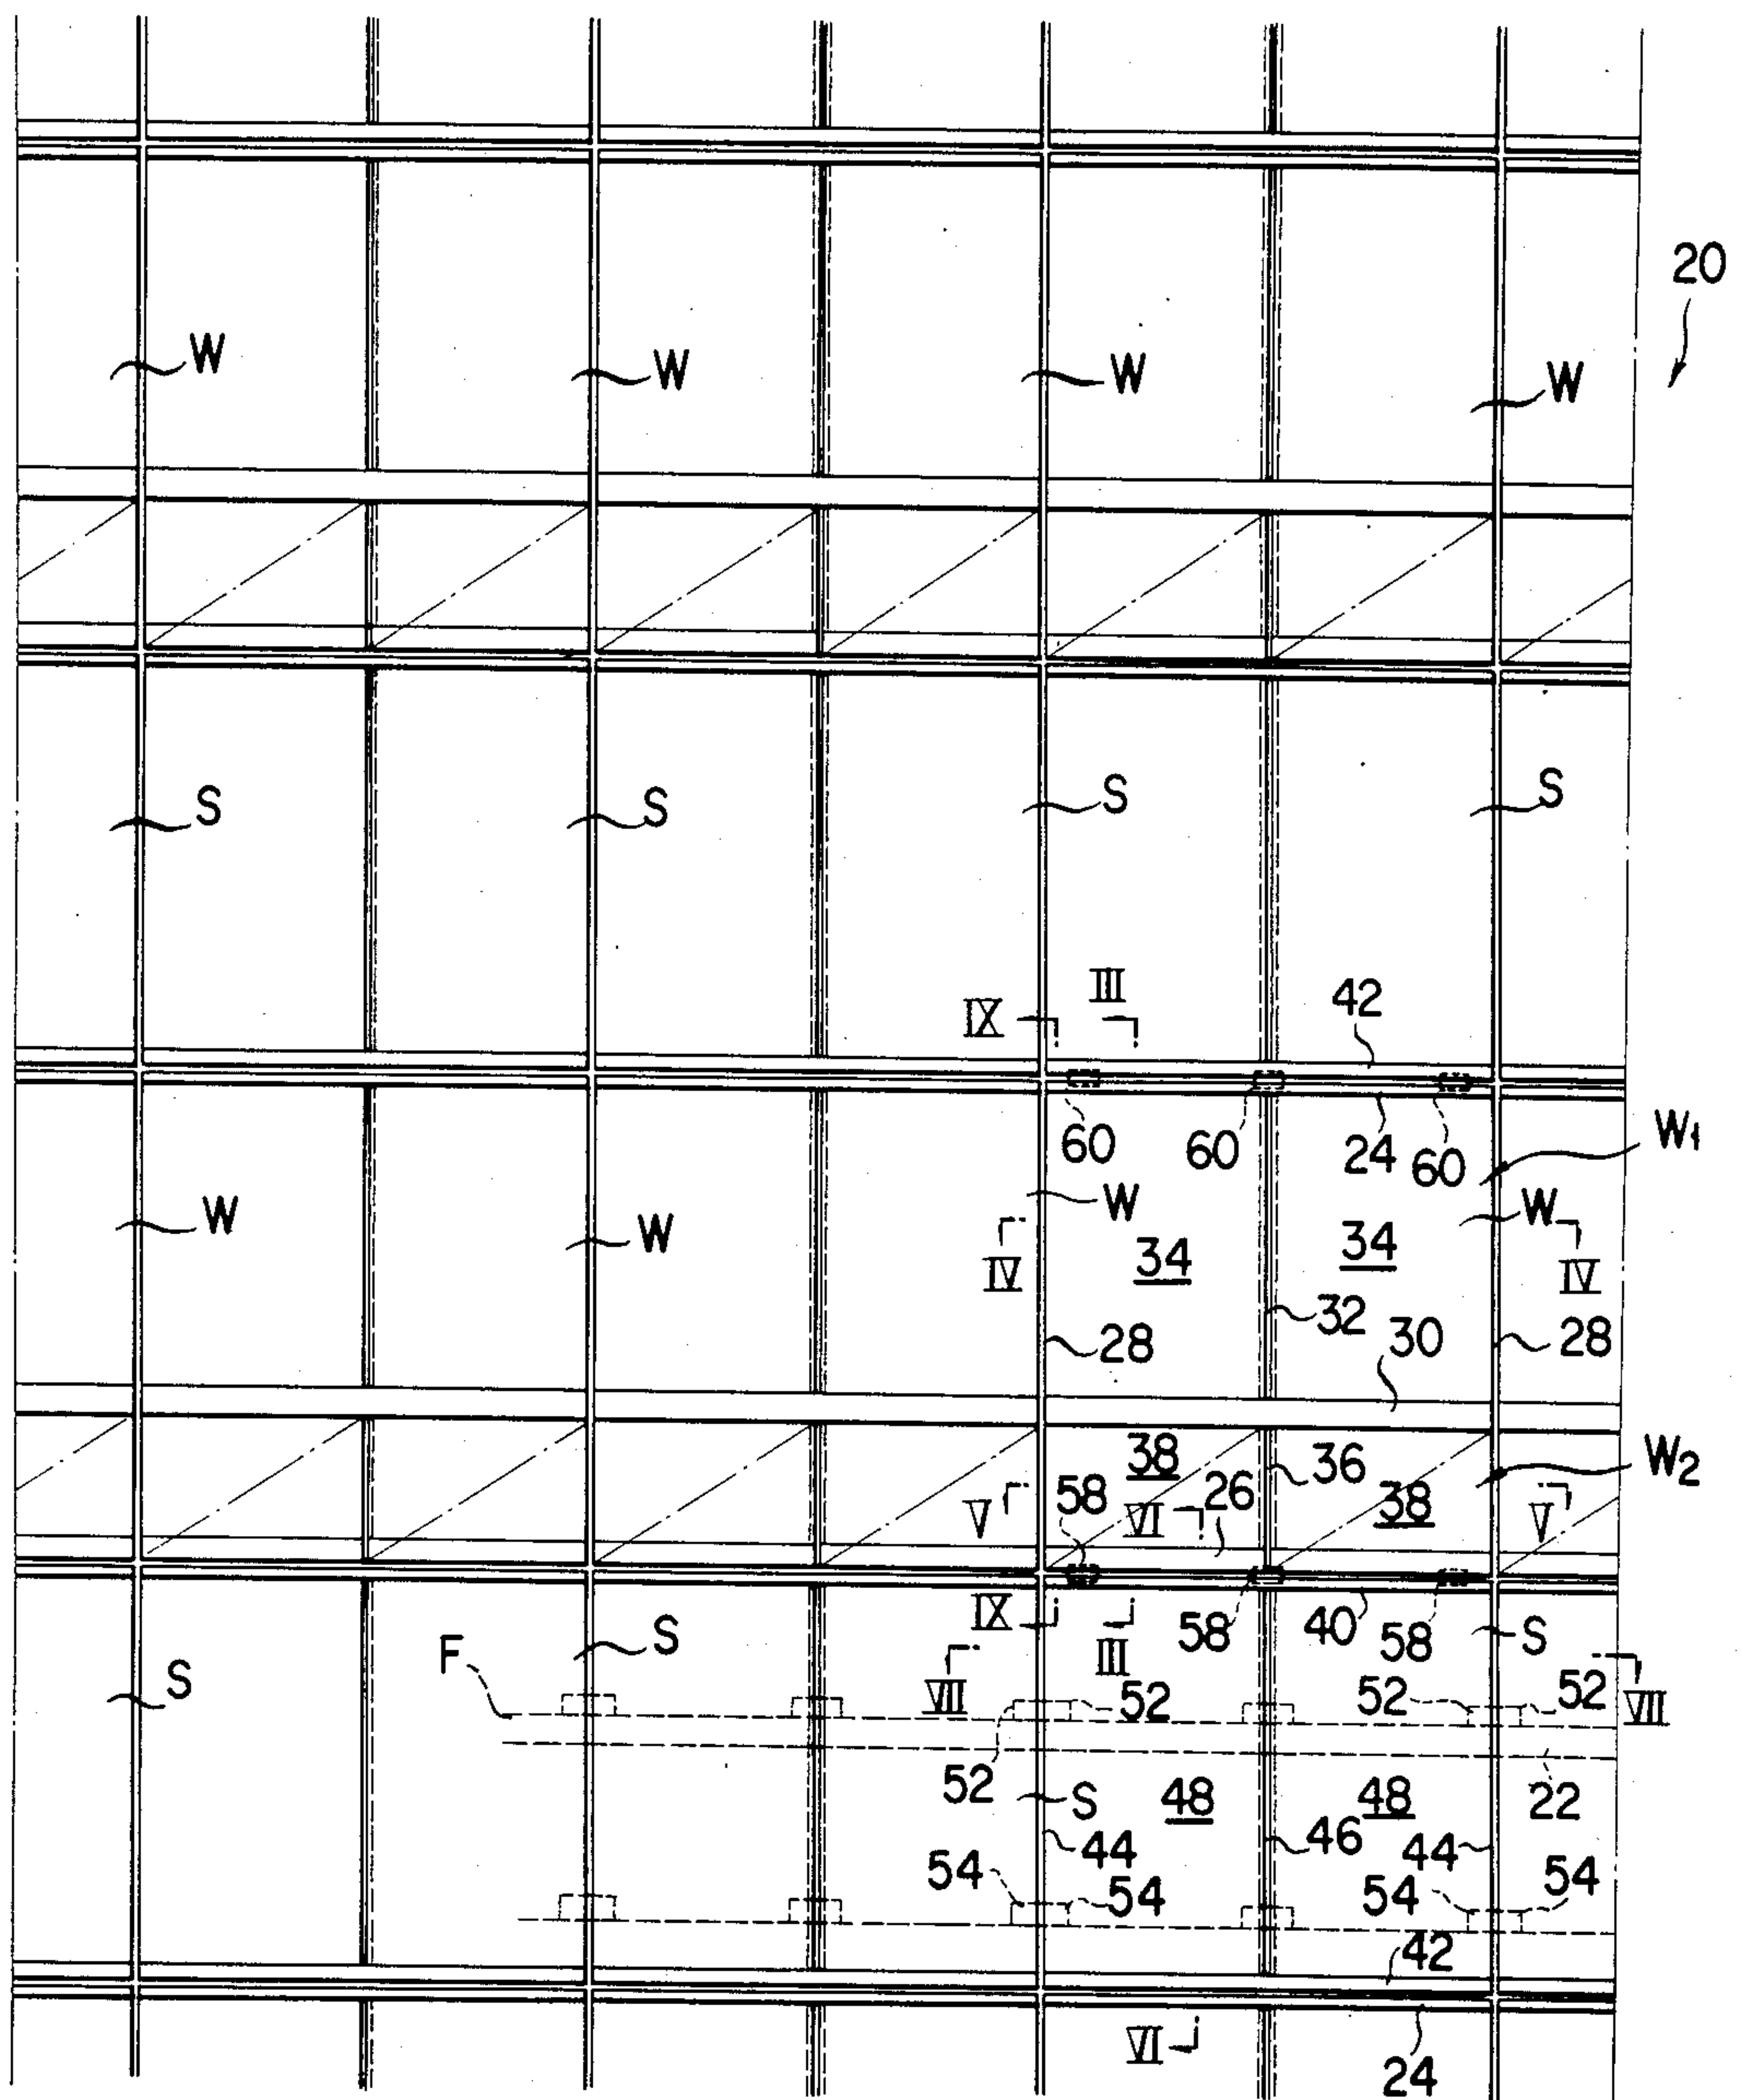 20
W W W W
S S S S
IX III 42
60 60 24 60 W1
W W W W
IV 34 34 IV
32
28 30 28
38 36 W2
V 58 VI 26 38 V
IX III 58 40 58 S
F S S
VII 52 52 52 VII
52 S 48 48 22
44 46 44
54 54 54 54
42
VI 24